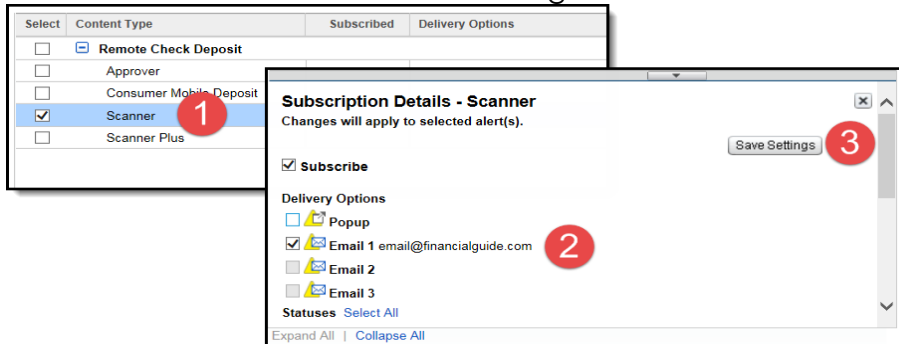 Select Content Type Subscribed Delivery Options
Remote Check Deposit
Approver
Consumer Mobile Deposit
Scanner 1
Scanner Plus
Subscription Details - Scanner
Changes will apply to selected alert(s).
Save Settings 3
Subscribe
Delivery Options
Popup
Email 1 email@financialguide.com 2
Email 2
Email 3
Statuses Select All
Expand All | Collapse All